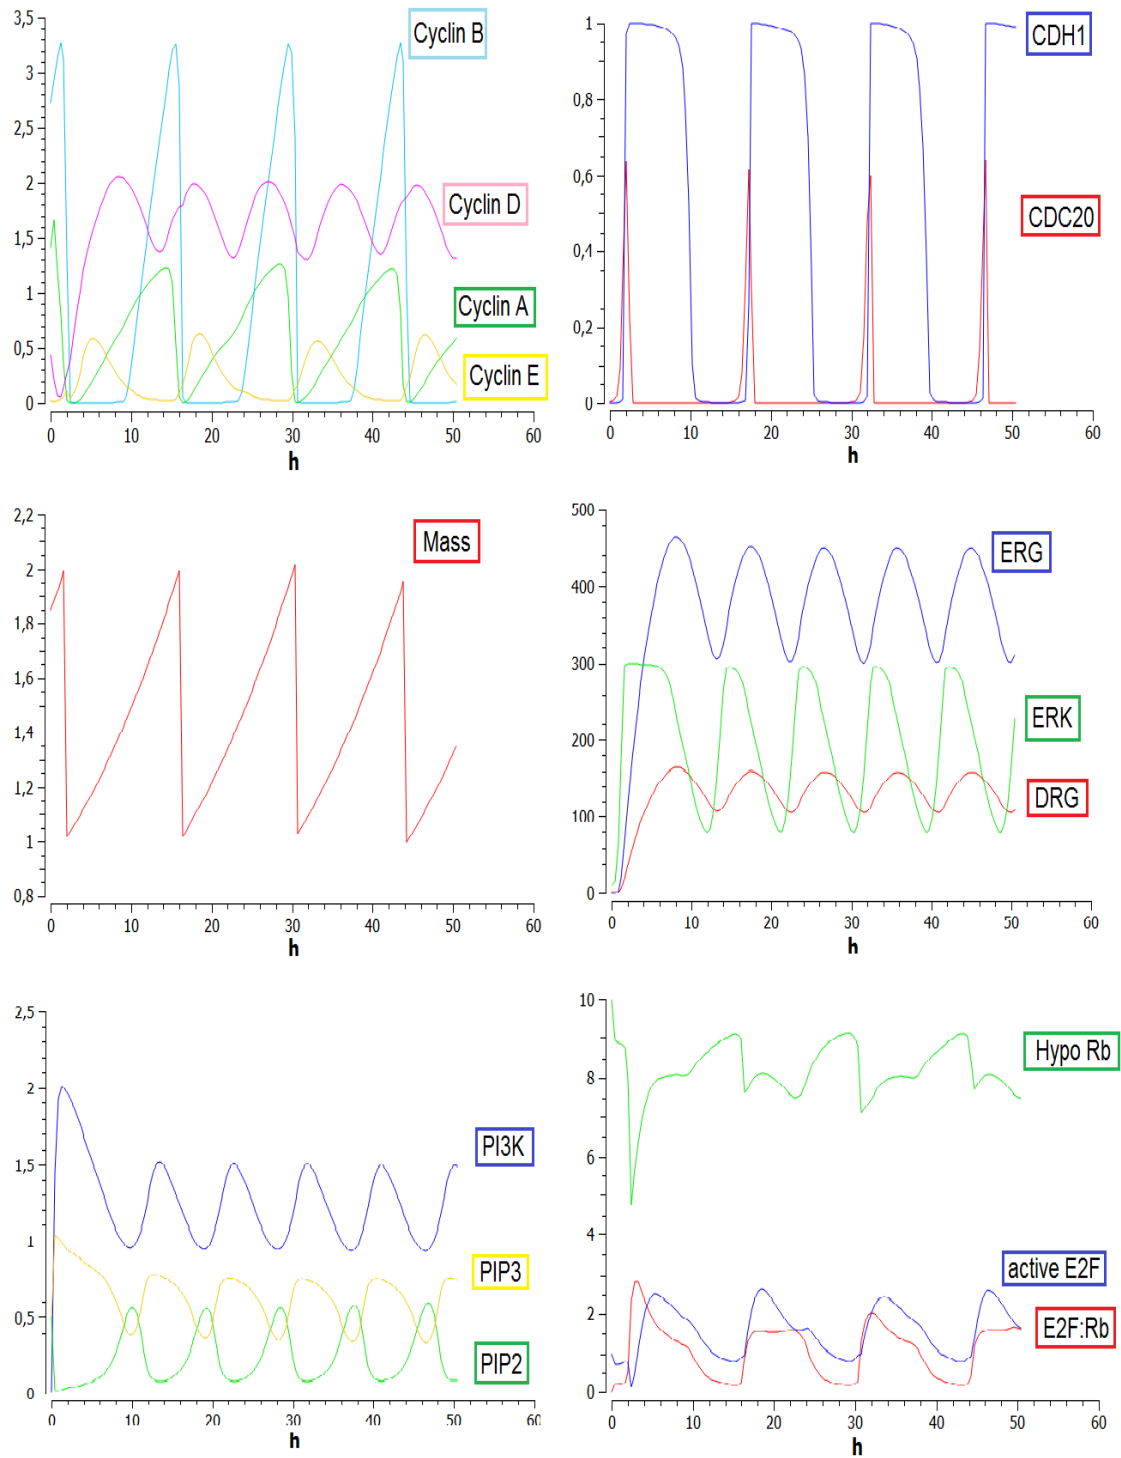 3,5
3
2,5
2
1,5
1
0,5
0
0 10 20 30 40 50 60
h
Cyclin B
Cyclin D
Cyclin A
Cyclin E
1
0,8
0,6
0,4
0,2
0
0 10 20 30 40 50 60
h
CDH1
CDC20
2,2
2
1,8
1,6
1,4
1,2
1
0,8
0 10 20 30 40 50 60
h
Mass
500
400
300
200
100
0
0 10 20 30 40 50 60
h
ERG
ERK
DRG
2,5
2
1,5
1
0,5
0
0 10 20 30 40 50 60
h
PI3K
PIP3
PIP2
10
8
6
4
2
0
0 10 20 30 40 50 60
h
Hypo Rb
active E2F
E2F:Rb